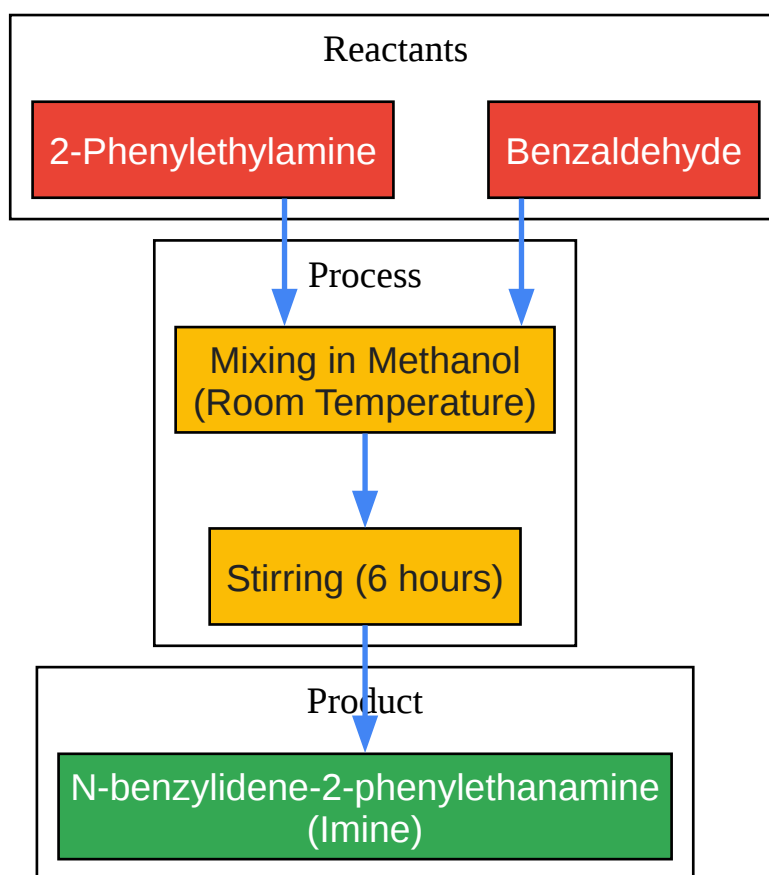 Reactants
2-Phenylethylamine
Benzaldehyde
Process
Mixing in Methanol
(Room Temperature)
Stirring (6 hours)
Product
N-benzylidene-2-phenylethanamine
(Imine)